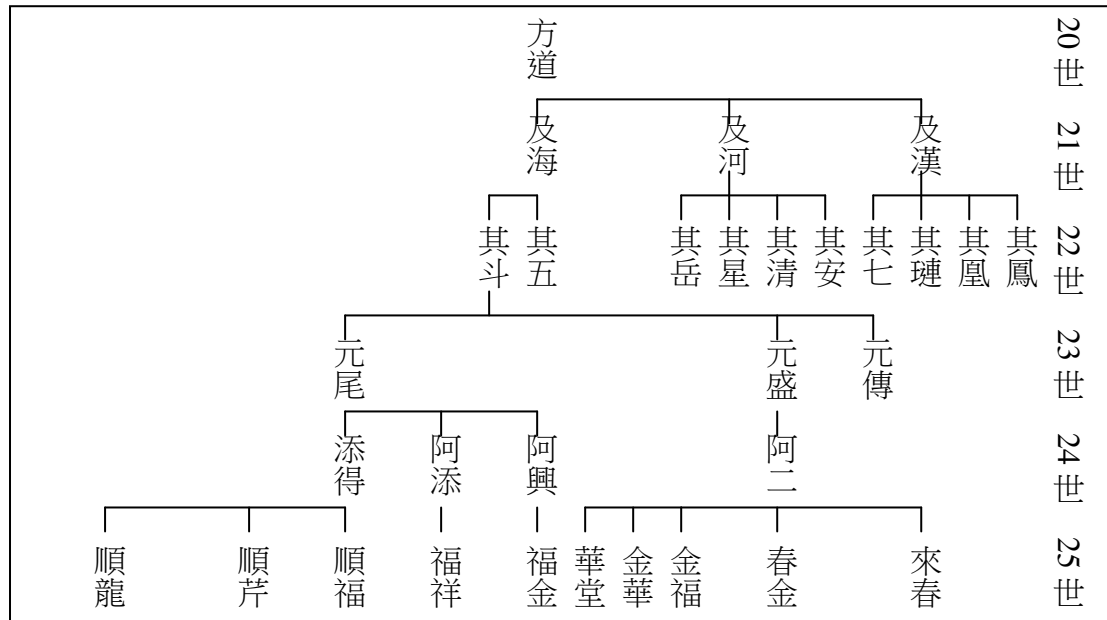 20世
方道
21世
及漢
及河
及海
22世
其鳳
其凰
其璉
其七
其安
其清
其星
其岳
其五
其斗
23世
元傳
元盛
元尾
24世
阿二
阿興
阿添
添得
25世
來春
春金
金福
金華
華堂
福金
福祥
順福
順芹
順龍